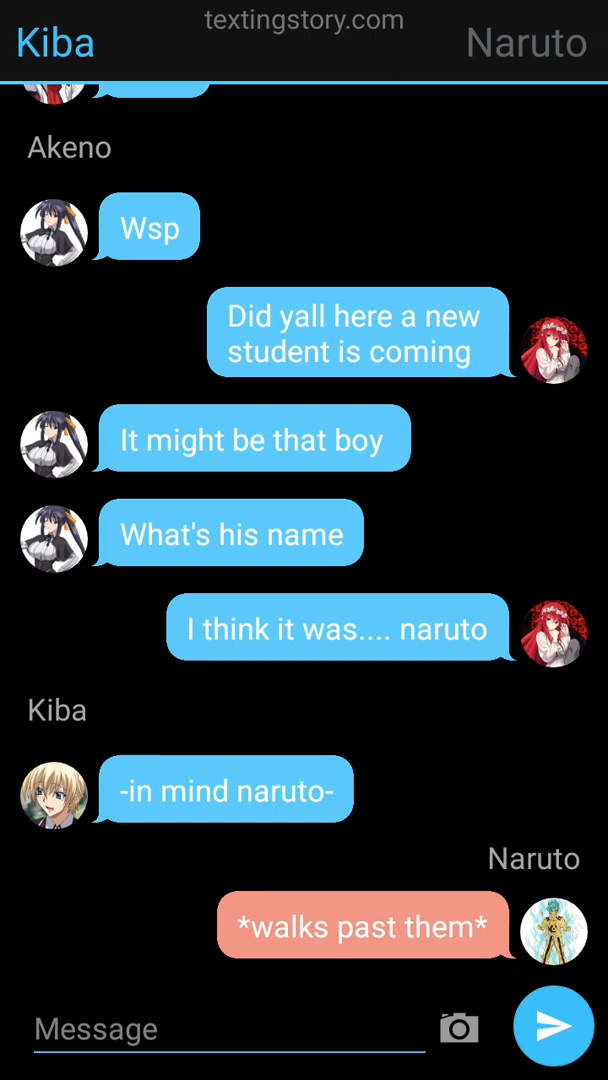 textingstory.com
Kiba
Naruto
Akeno
Wsp
Did yall here a new
student is coming
It might be that boy
What's his name
I think it was.... naruto
Kiba
-in mind naruto-
Naruto
*walks past them*
Message